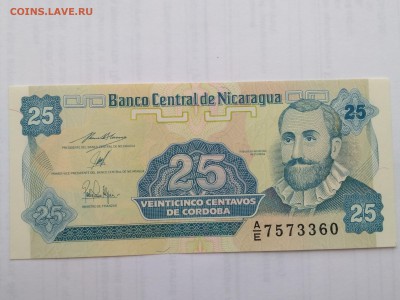 COINS.LAVE.RU
Banco Central de Nicaragua
25
25
25
VEINTICINCO CENTAVOS
DE CORDOBA
25
25
A/E 7573360